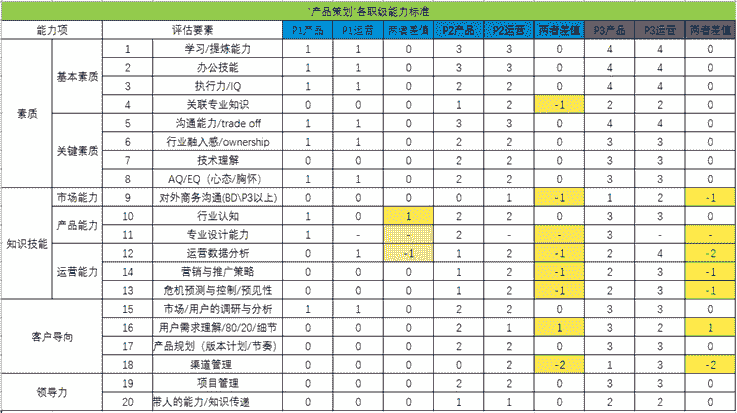 '产品策划'各职级能力标准
能力项 评估要素 P1产品 P1运营 两者差值 P2产品 P2运营 两者差值 P3产品 P3运营 两者差值
素质 基本素质 1 学习/提炼能力 1 1 0 3 3 0 4 4 0
2 办公技能 1 1 0 3 3 0 4 4 0
3 执行力/IQ 1 1 0 2 2 0 4 4 0
4 关联专业知识 0 0 0 1 2 -1 2 2 0
关键素质 5 沟通能力/trade off 1 1 0 3 3 0 4 4 0
6 行业融入感/ownership 1 1 0 2 2 0 3 3 0
7 技术理解 0 0 0 2 2 0 3 3 0
8 AQ/EQ（心态/胸怀） 1 1 0 2 2 0 3 3 0
知识技能 市场能力 9 对外商务沟通(BD\P3以上) 0 0 0 0 1 -1 1 2 -1
产品能力 10 行业认知 1 0 1 2 2 0 3 3 0
11 专业设计能力 1 - - 2 - - 3 - -
运营能力 12 运营数据分析 0 1 -1 1 2 -1 2 4 -2
14 营销与推广策略 0 0 0 1 2 -1 2 3 -1
13 危机预测与控制/预见性 0 0 0 1 2 -1 2 3 -1
客户导向 15 市场/用户的调研与分析 1 1 0 2 2 0 3 3 0
16 用户需求理解/80/20/细节 0 0 0 2 1 1 3 2 1
17 产品规划（版本计划/节奏） 0 0 0 2 2 0 3 3 0
18 渠道管理 0 0 0 0 2 -2 1 3 -2
领导力 19 项目管理 0 0 0 2 2 0 3 3 0
20 带人的能力/知识传递 0 0 0 1 1 0 2 2 0